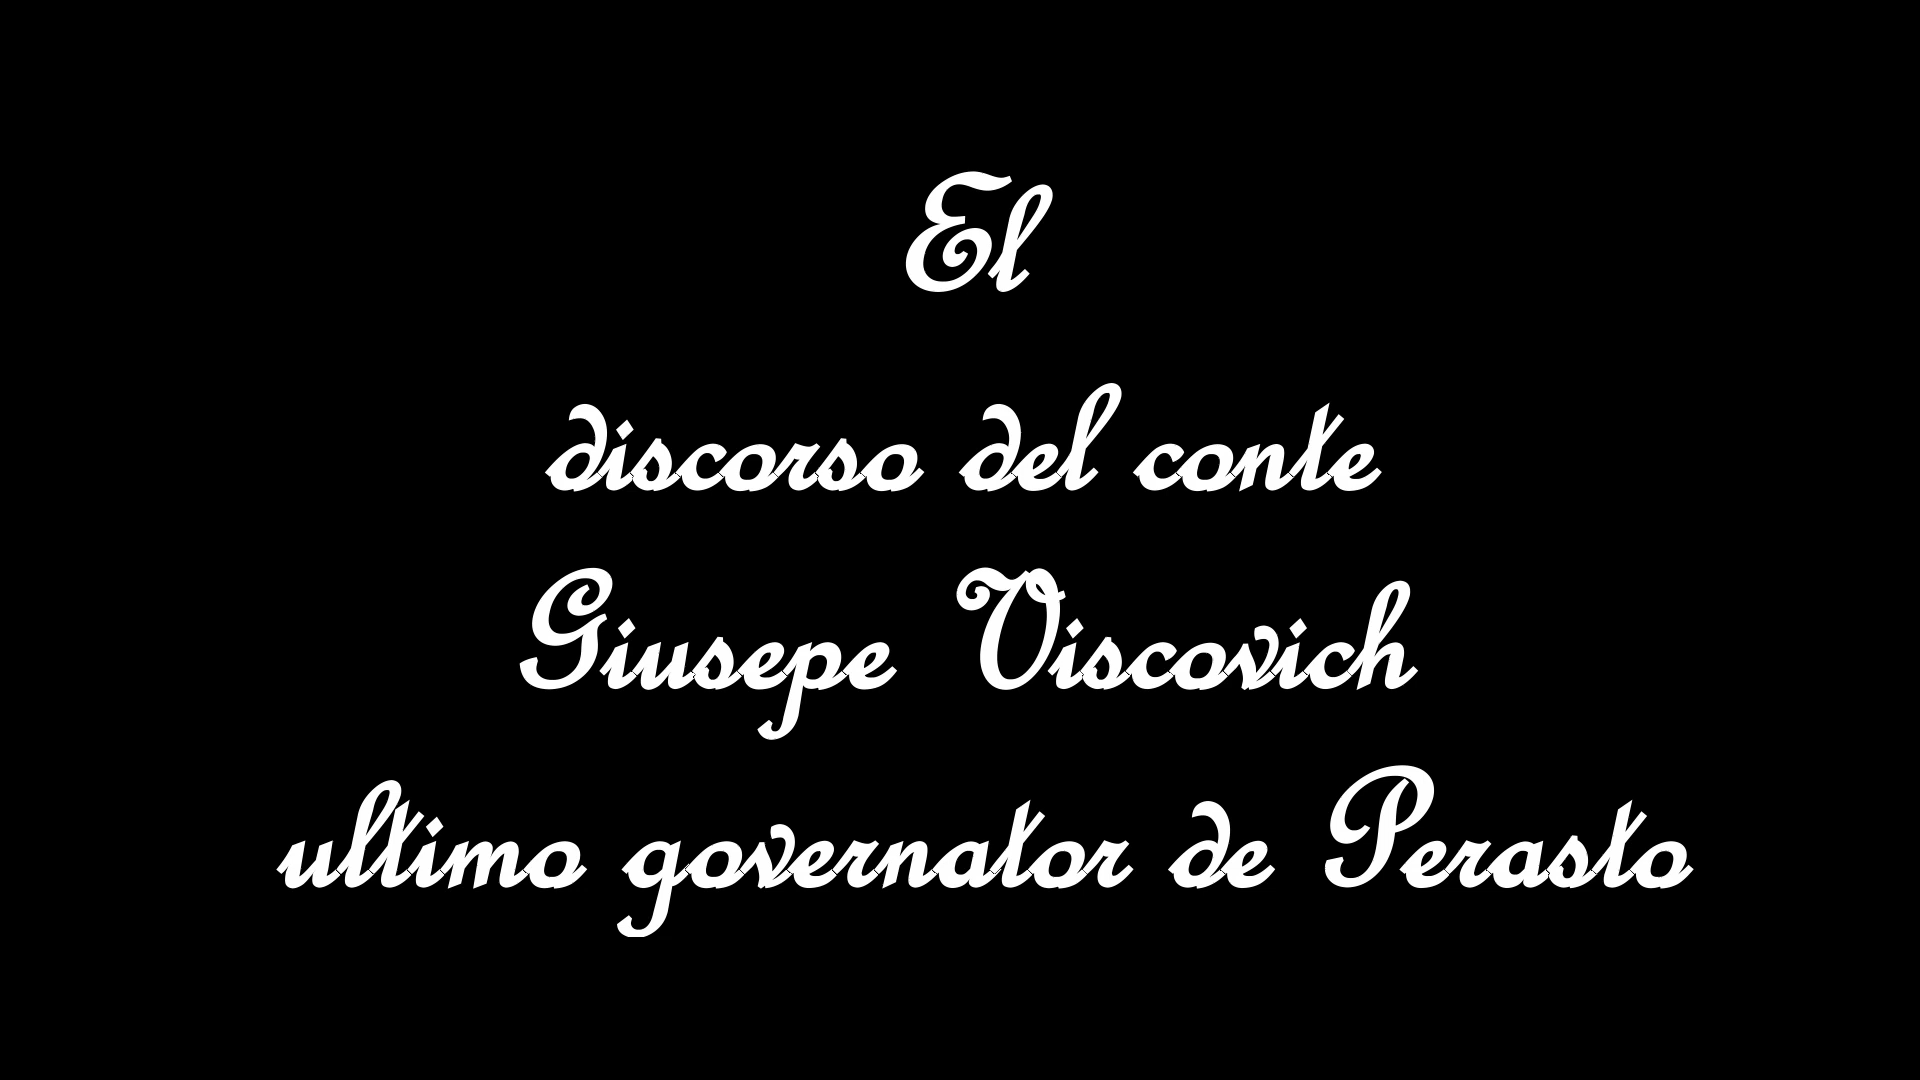 El
discorso del conte
Giusepe Viscovich
ultimo governator de Perasto